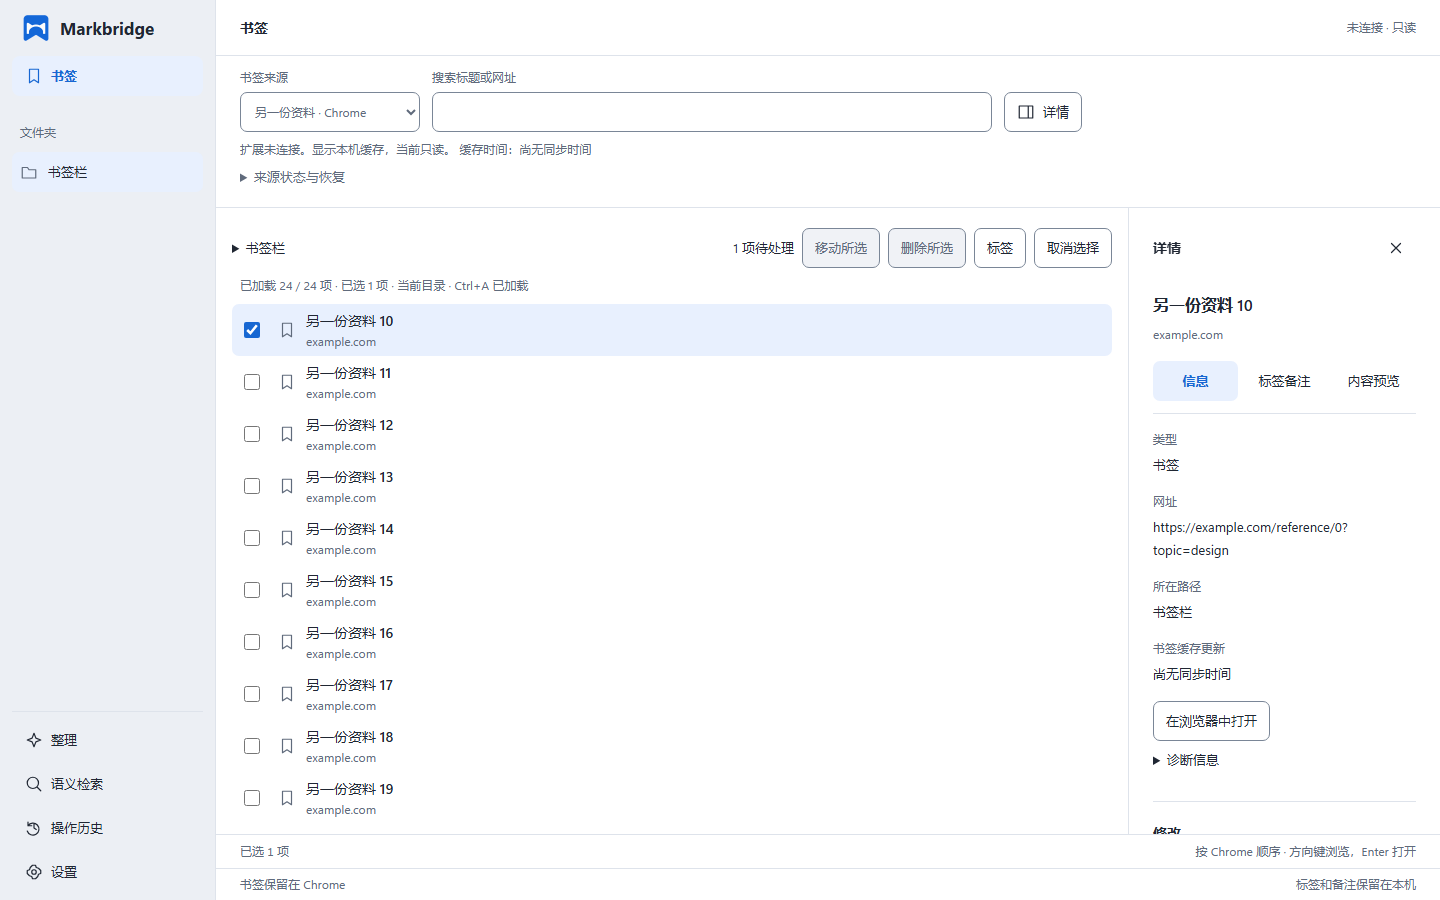 Markbridge
书签
文件夹
书签栏
整理
语义检索
操作历史
设置
书签
未连接 · 只读
书签来源
搜索标题或网址
另一份资料 · Chrome
详情
扩展未连接。显示本机缓存，当前只读。 缓存时间：尚无同步时间
来源状态与恢复
书签栏
1 项待处理
移动所选
删除所选
标签
取消选择
已加载 24 / 24 项 · 已选 1 项 · 当前目录 · Ctrl+A 已加载
另一份资料 10
example.com
另一份资料 11
example.com
另一份资料 12
example.com
另一份资料 13
example.com
另一份资料 14
example.com
另一份资料 15
example.com
另一份资料 16
example.com
另一份资料 17
example.com
另一份资料 18
example.com
另一份资料 19
example.com
详情
另一份资料 10
example.com
信息
标签备注
内容预览
类型
书签
网址
https://example.com/reference/0?
topic=design
所在路径
书签栏
书签缓存更新
尚无同步时间
在浏览器中打开
诊断信息
修改
已选 1 项
按 Chrome 顺序 · 方向键浏览，Enter 打开
书签保留在 Chrome
标签和备注保留在本机